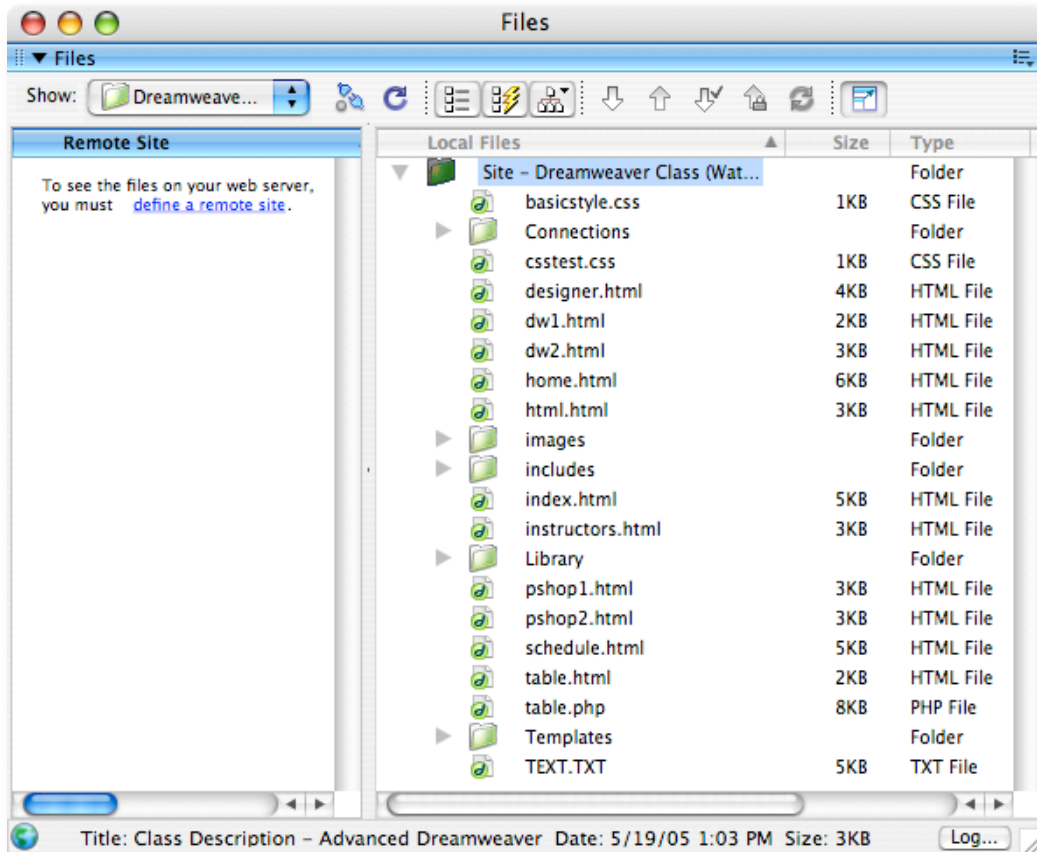 Files
Files
Show: Dreamweave...
Remote Site
To see the files on your web server,
you must define a remote site.
Local Files Size Type
Site – Dreamweaver Class (Wat... Folder
basicstyle.css 1KB CSS File
Connections Folder
csstest.css 1KB CSS File
designer.html 4KB HTML File
dw1.html 2KB HTML File
dw2.html 3KB HTML File
home.html 6KB HTML File
html.html 3KB HTML File
images Folder
includes Folder
index.html 5KB HTML File
instructors.html 3KB HTML File
Library Folder
pshop1.html 3KB HTML File
pshop2.html 3KB HTML File
schedule.html 5KB HTML File
table.html 2KB HTML File
table.php 8KB PHP File
Templates Folder
TEXT.TXT 5KB TXT File
Title: Class Description – Advanced Dreamweaver Date: 5/19/05 1:03 PM Size: 3KB Log...